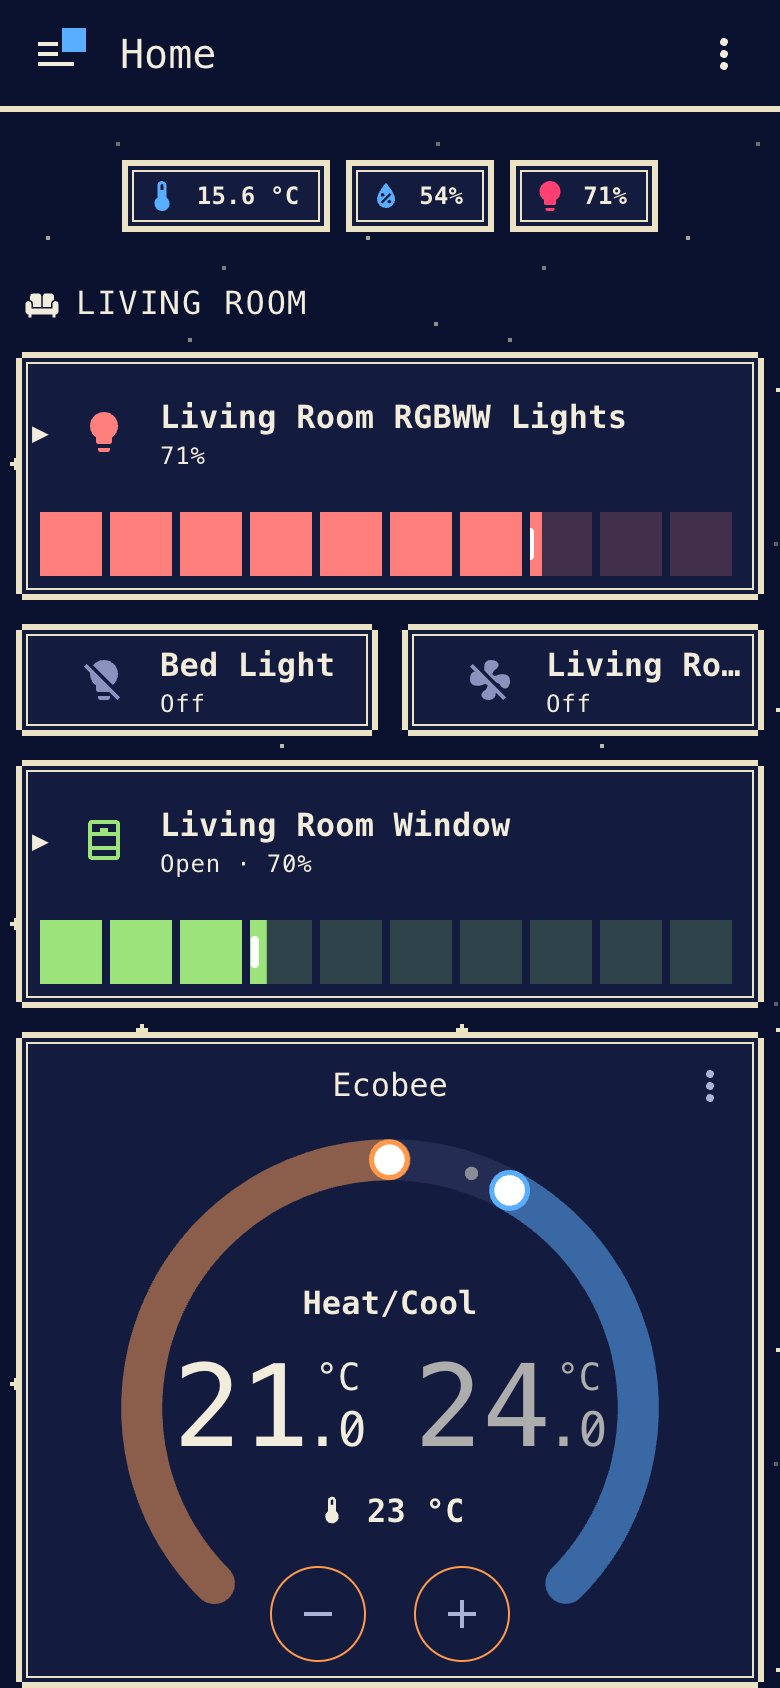 Home
15.6 °C
54%
71%
LIVING ROOM
Living Room RGBWW Lights
71%
Bed Light
Off
Living Ro…
Off
Living Room Window
Open · 70%
Ecobee
Heat/Cool
21.0 °C 24.0 °C
23 °C